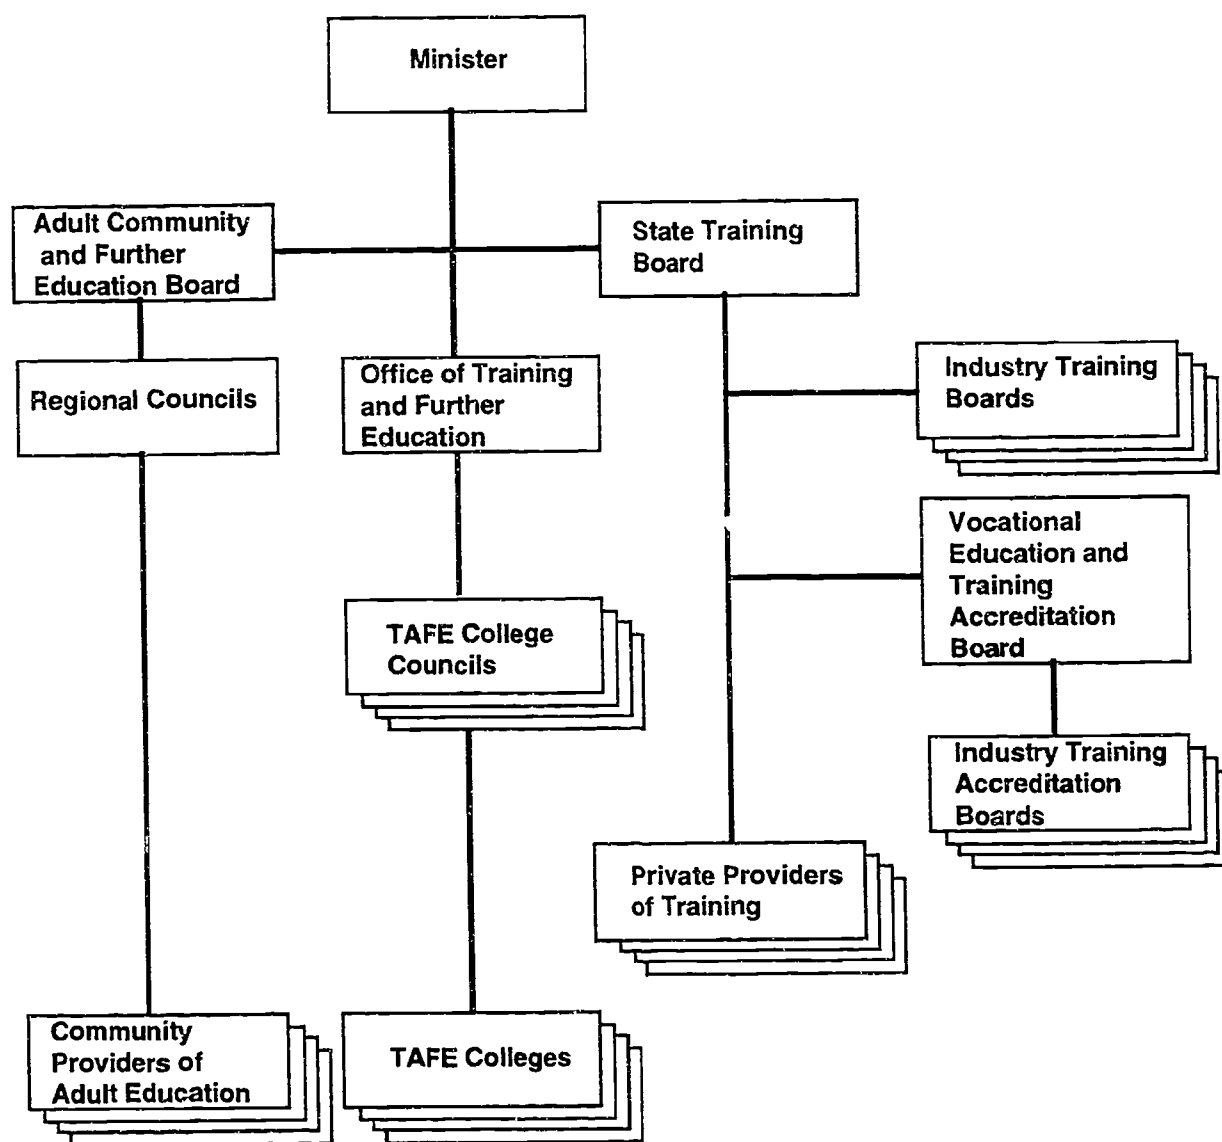 Minister
Adult Community
and Further
Education Board
State Training
Board
Regional Councils
Office of Training
and Further
Education
Industry Training
Boards
Vocational
Education and
Training
Accreditation
Board
TAFE College
Councils
Industry Training
Accreditation
Boards
Private Providers
of Training
Community
Providers of
Adult Education
TAFE Colleges